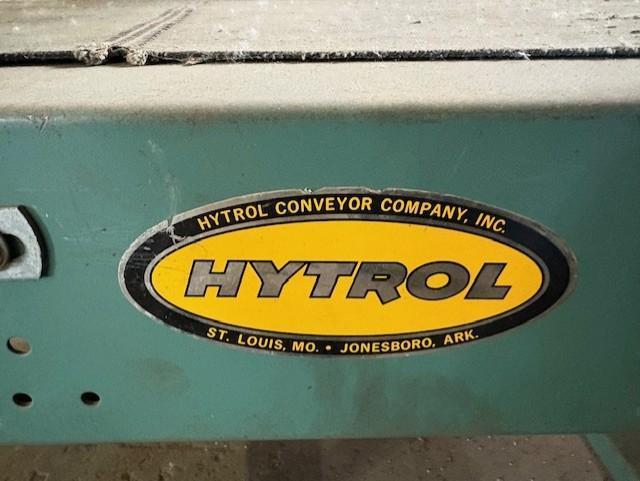 HYTROL CONVEYOR COMPANY, INC.
HYTROL
ST. LOUIS, MO. • JONESBORO, ARK.